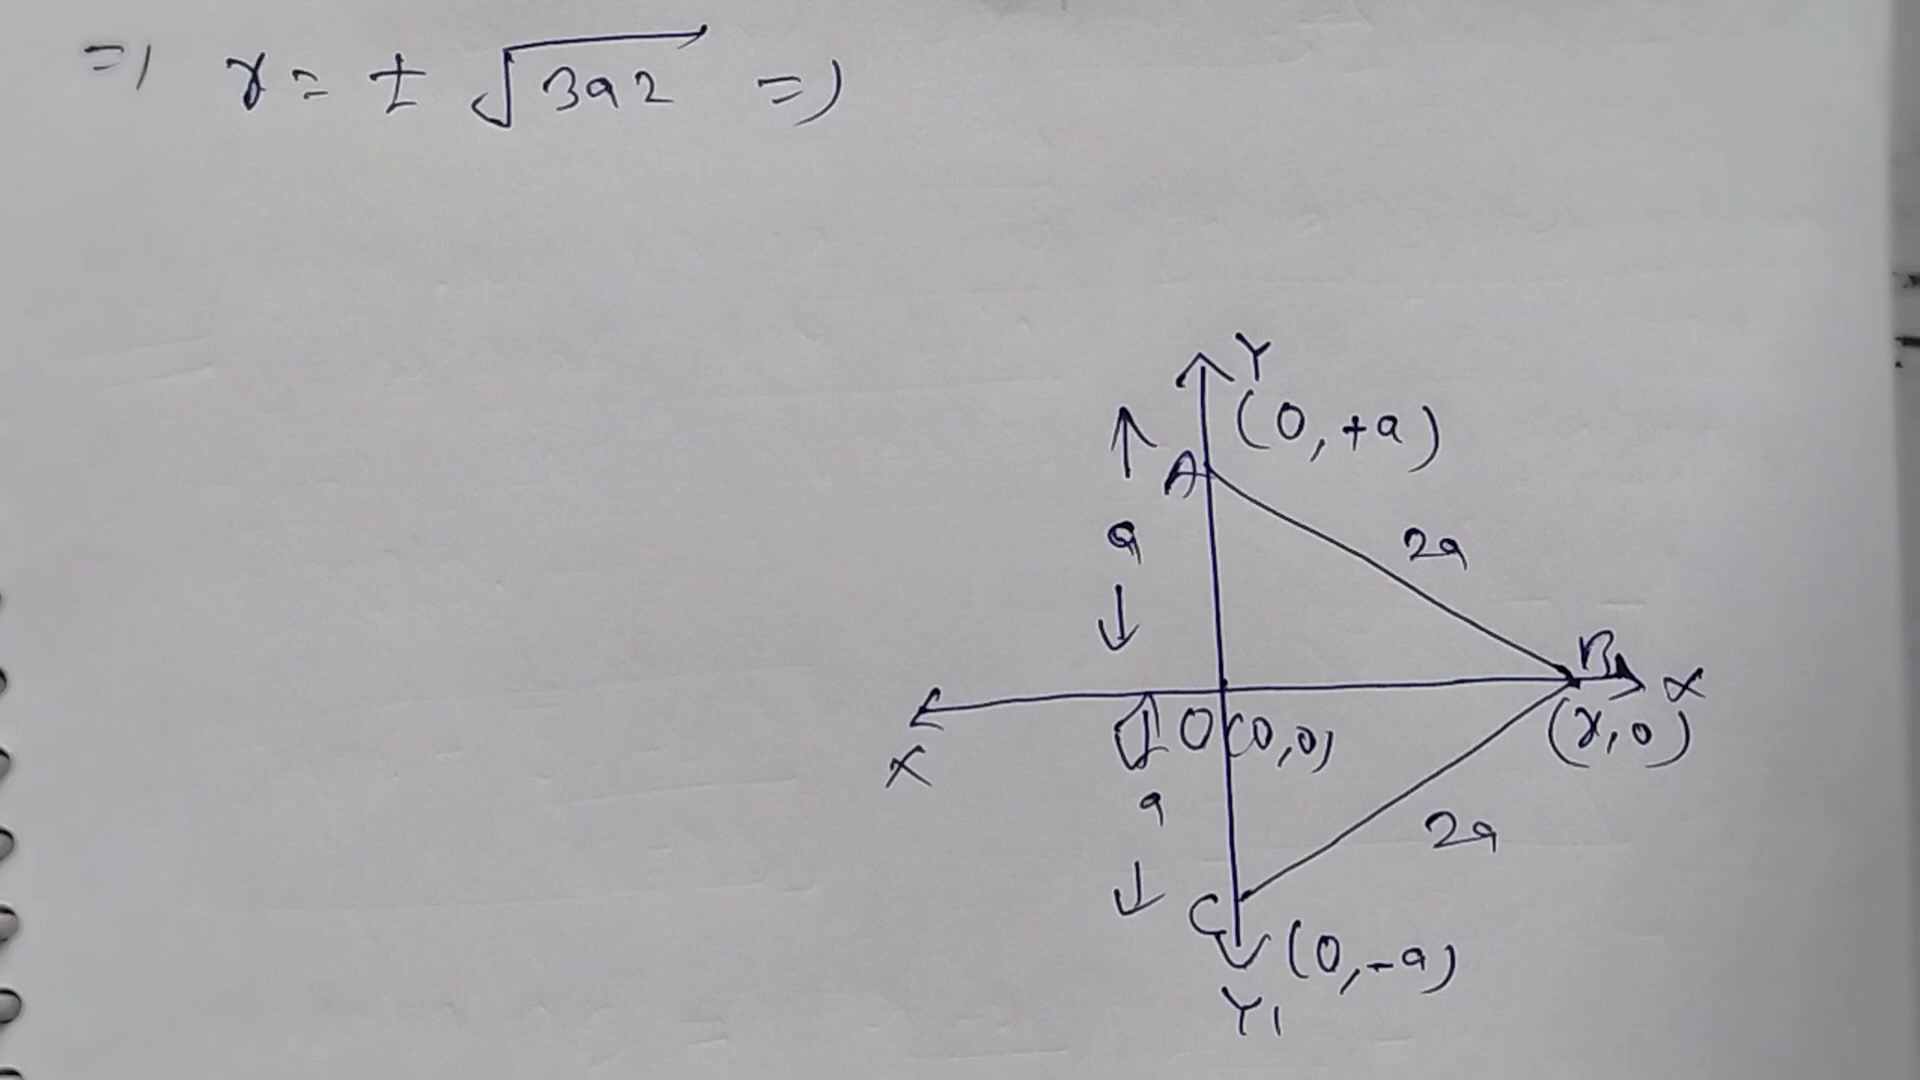 =) x = ± √3a2 =)
Y
(0, +a)
A
a
2a
B
X
(x, 0)
O (0,0)
X
a
2a
C
(0, -a)
Y1